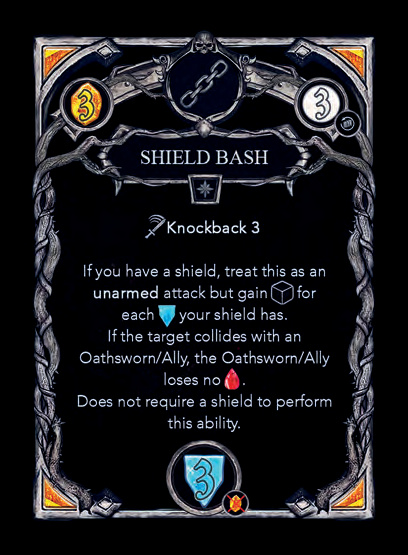 3
3
SHIELD BASH
Knockback 3
If you have a shield, treat this as an
unarmed attack but gain for
each your shield has.
If the target collides with an
Oathsworn/Ally, the Oathsworn/Ally
loses no .
Does not require a shield to perform
this ability.
3